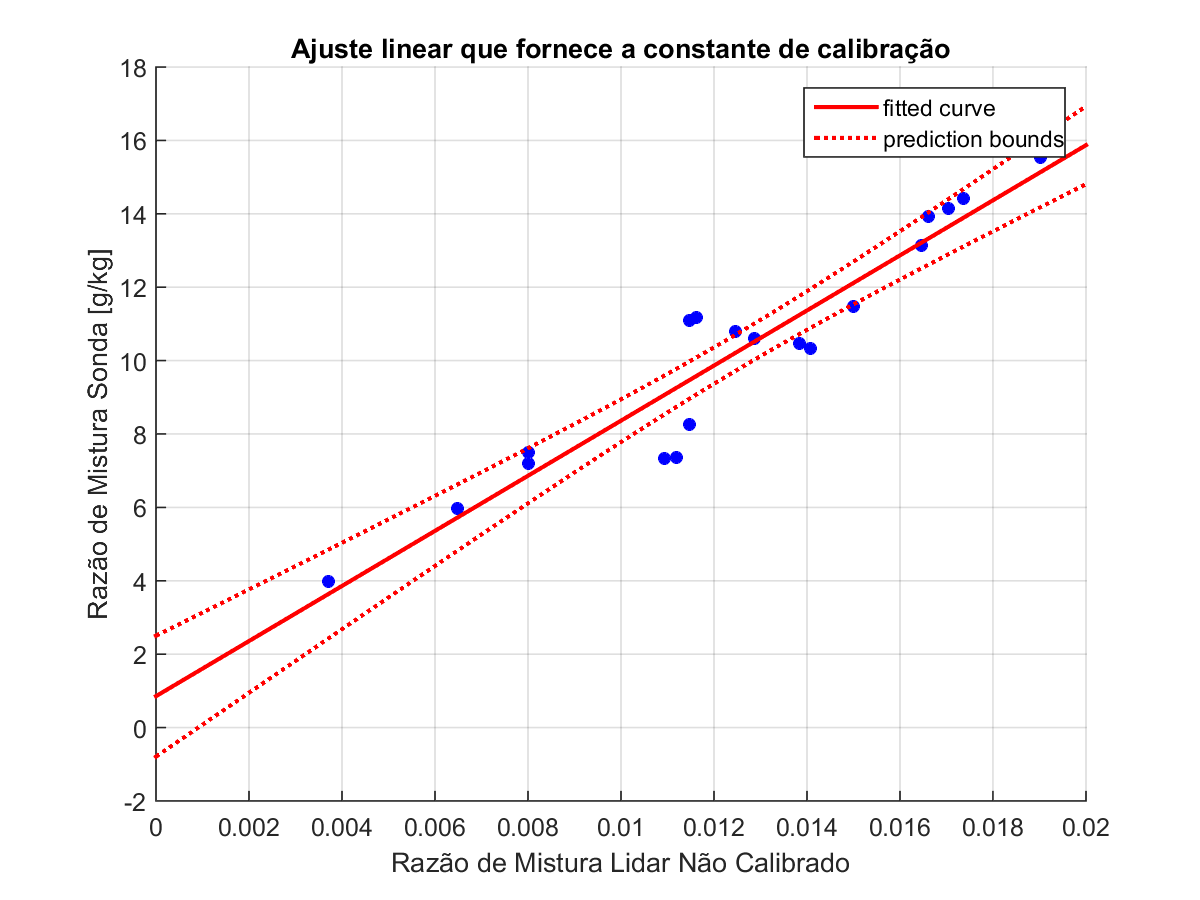 Ajuste linear que fornece a constante de calibração
18
16
14
12
10
8
6
4
2
0
-2
fitted curve
prediction bounds
Razão de Mistura Sonda [g/kg]
0 0.002 0.004 0.006 0.008 0.01 0.012 0.014 0.016 0.018 0.02
Razão de Mistura Lidar Não Calibrado